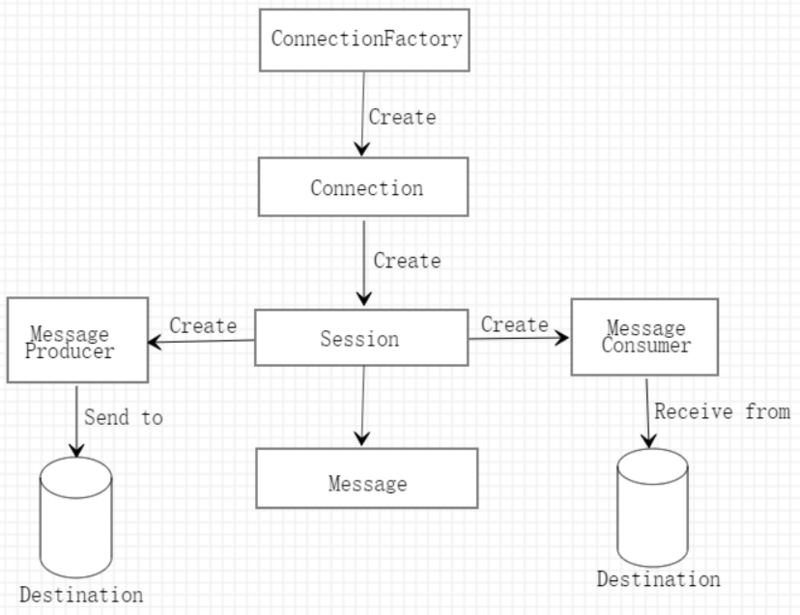 ConnectionFactory
Create
Connection
Create
Message
Producer
Create
Session
Create
Message
Consumer
Send to
Receive from
Message
Destination
Destination